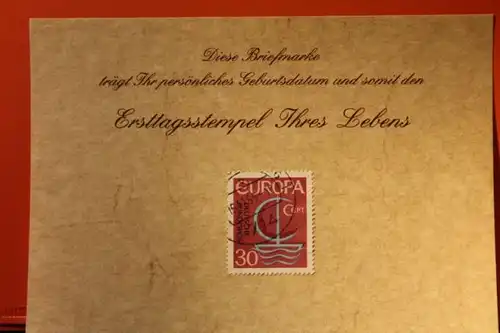 Diese Briefmarke
trägt Ihr persönliches Geburtsdatum und somit den
Ersttagsstempel Ihres Lebens
EUROPA
CEPT
30